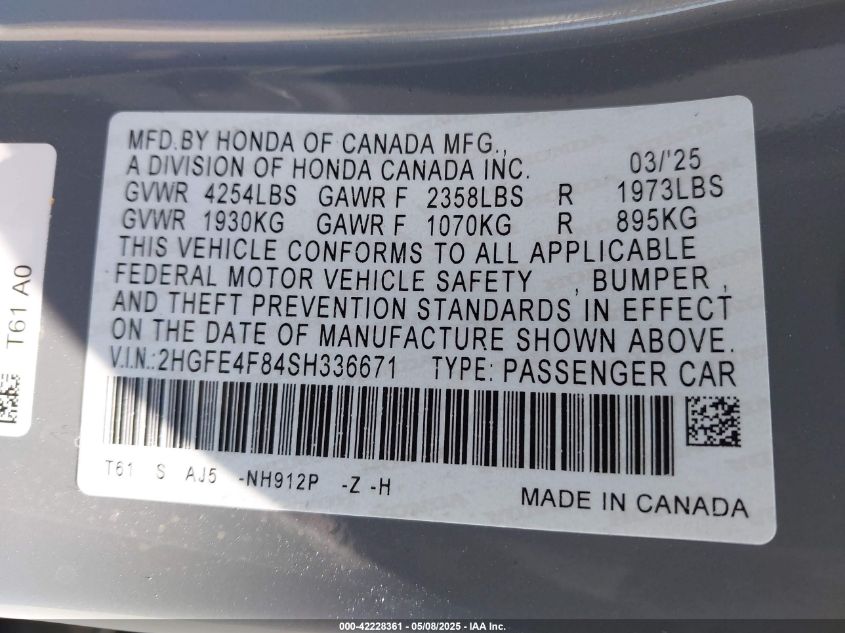 MFD.BY HONDA OF CANADA MFG.,
A DIVISION OF HONDA CANADA INC. 03/'25
GVWR 4254LBS GAWR F 2358LBS R 1973LBS
GVWR 1930KG GAWR F 1070KG R 895KG
THIS VEHICLE CONFORMS TO ALL APPLICABLE
FEDERAL MOTOR VEHICLE SAFETY , BUMPER ,
AND THEFT PREVENTION STANDARDS IN EFFECT
ON THE DATE OF MANUFACTURE SHOWN ABOVE.
V.I.N.:2HGFE4F84SH336671 TYPE: PASSENGER CAR
T61 S AJ5 -NH912P -Z -H
MADE IN CANADA
T61 A0
000-42228361 - 05/08/2025 - IAA Inc.